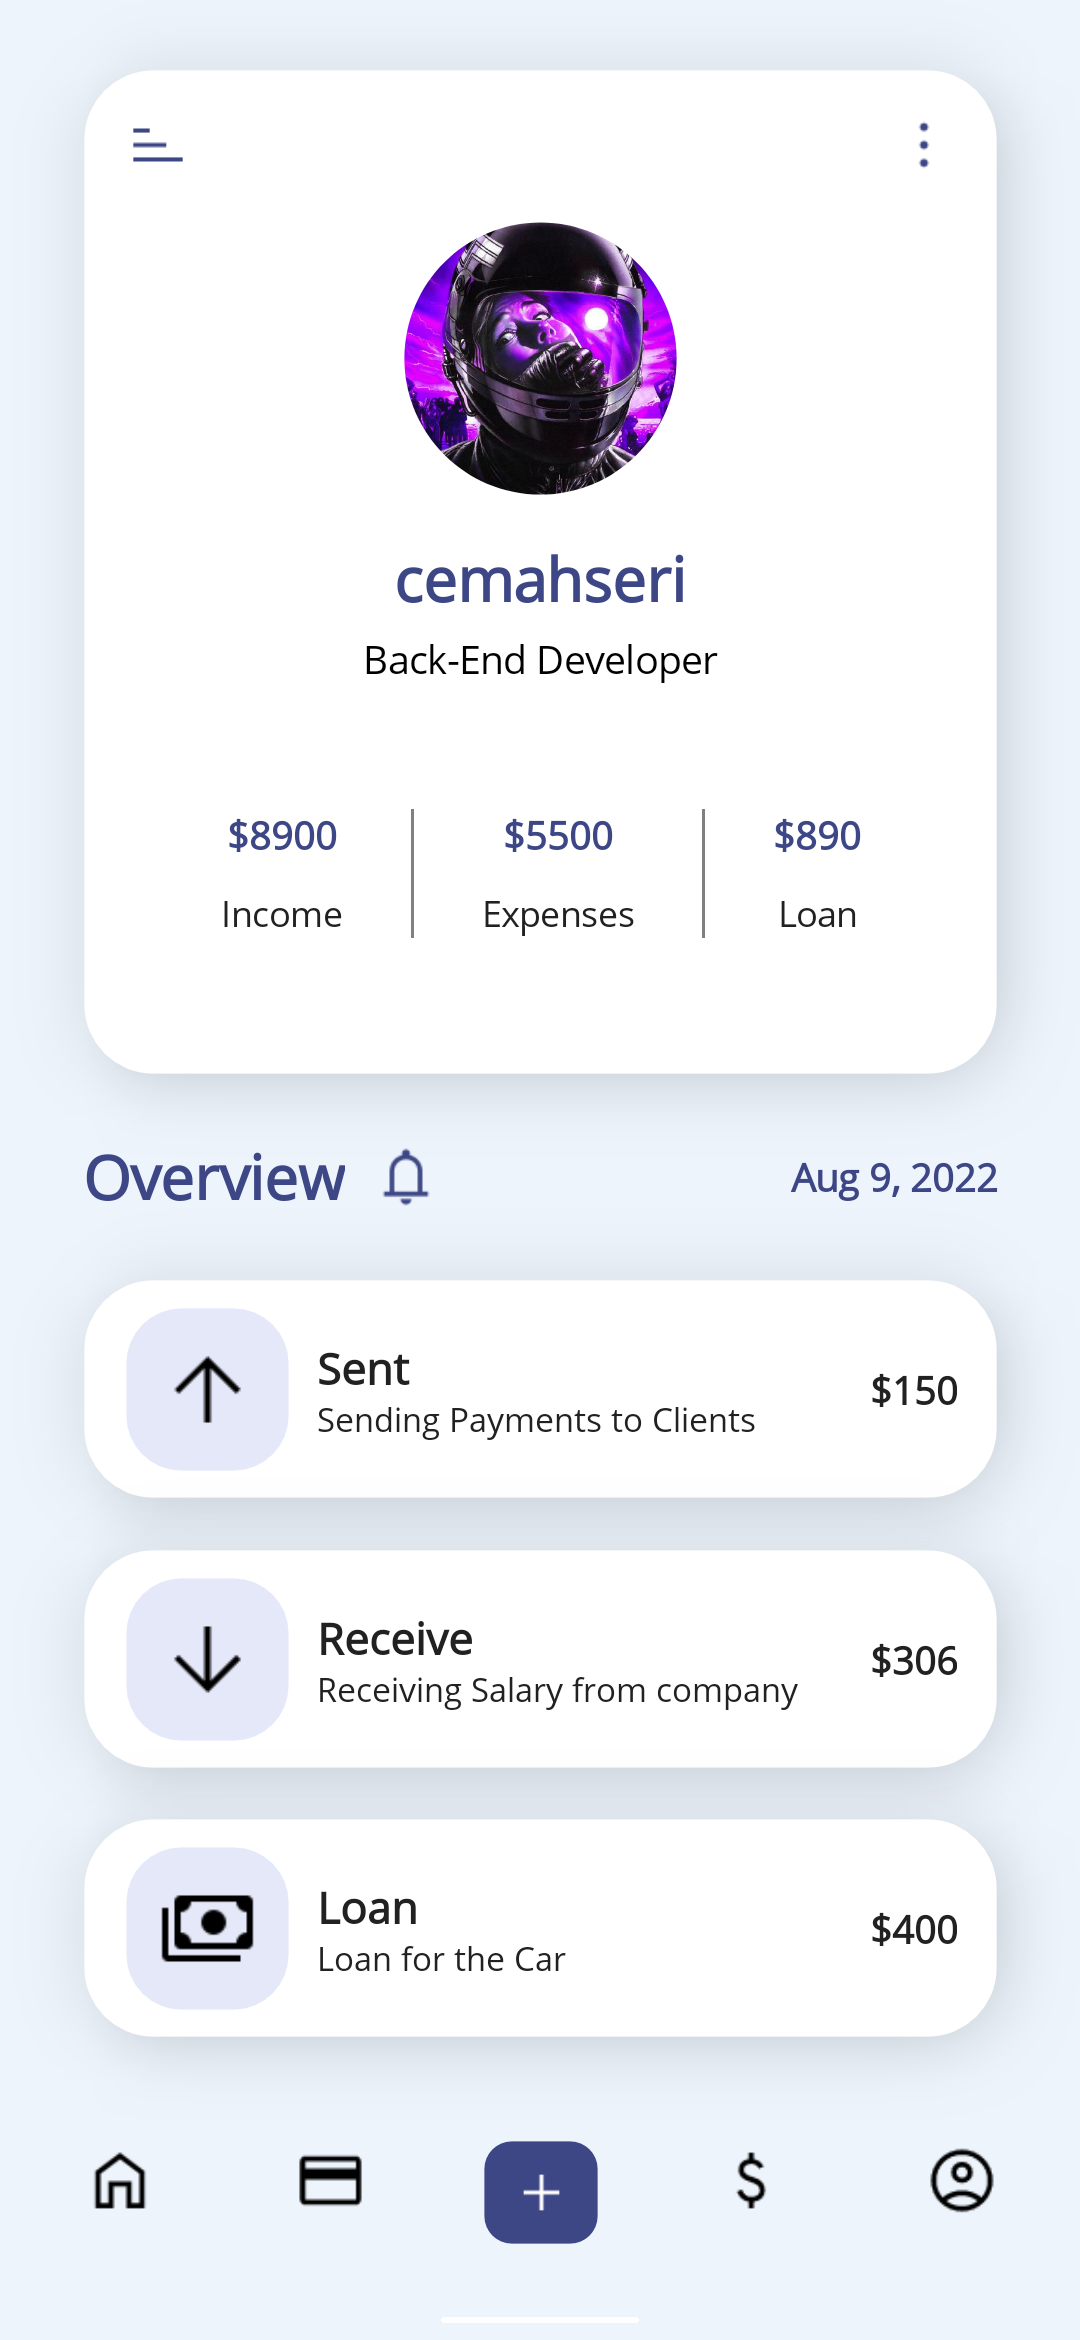 cemahseri
Back-End Developer
$8900 $5500 $890
Income Expenses Loan
Overview Aug 9, 2022
Sent
Sending Payments to Clients
$150
Receive
Receiving Salary from company
$306
Loan
Loan for the Car
$400